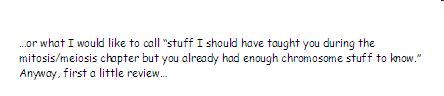 …or what I would like to call “stuff I should have taught you during the
mitosis/meiosis chapter but you already had enough chromosome stuff to know.”
Anyway, first a little review…